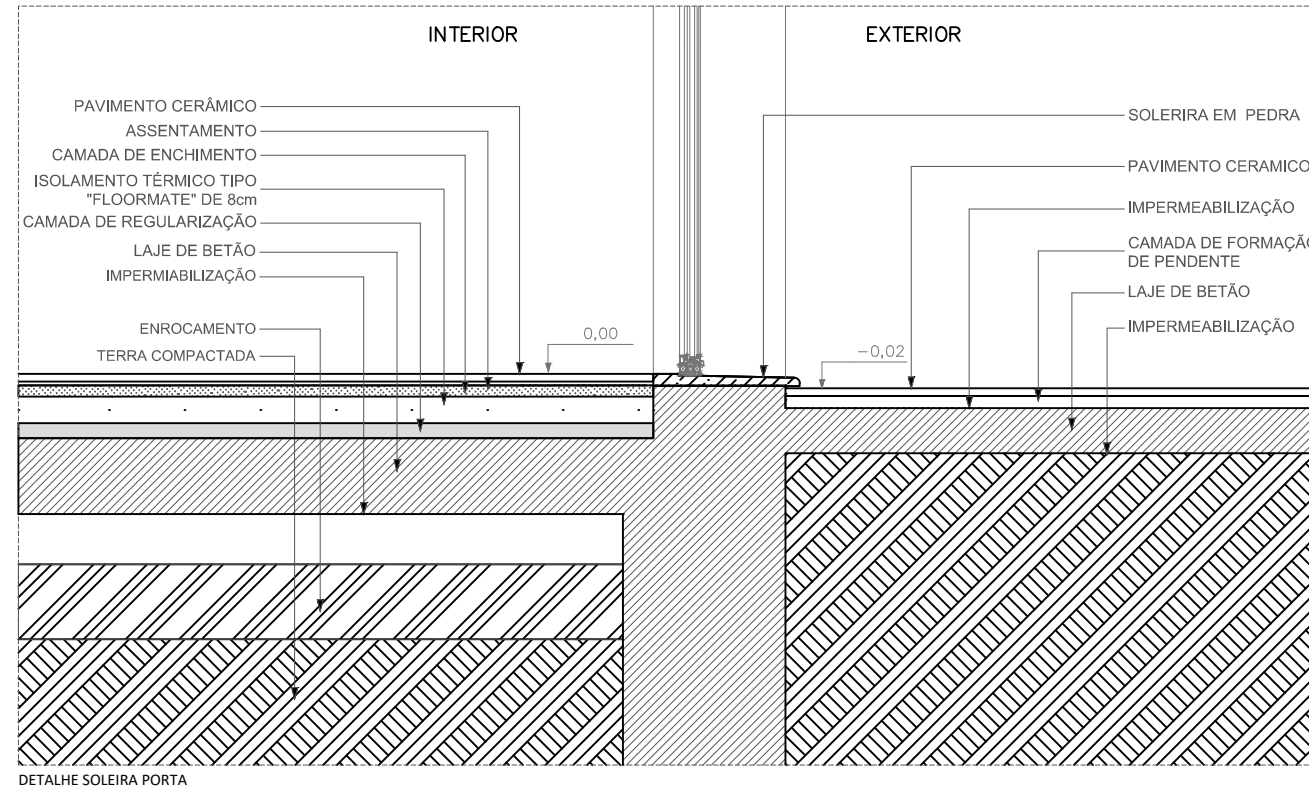 INTERIOR
EXTERIOR
PAVIMENTO CERÂMICO
ASSENTAMENTO
CAMADA DE ENCHIMENTO
ISOLAMENTO TÉRMICO TIPO
"FLOORMATE" DE 8cm
CAMADA DE REGULARIZAÇÃO
LAJE DE BETÃO
IMPERMIABILIZAÇÃO
ENROCAMENTO
TERRA COMPACTADA
0,00
SOLERIRA EM PEDRA
PAVIMENTO CERAMICO
IMPERMEABILIZAÇÃO
CAMADA DE FORMAÇÃO
DE PENDENTE
LAJE DE BETÃO
IMPERMEABILIZAÇÃO
-0,02
DETALHE SOLEIRA PORTA